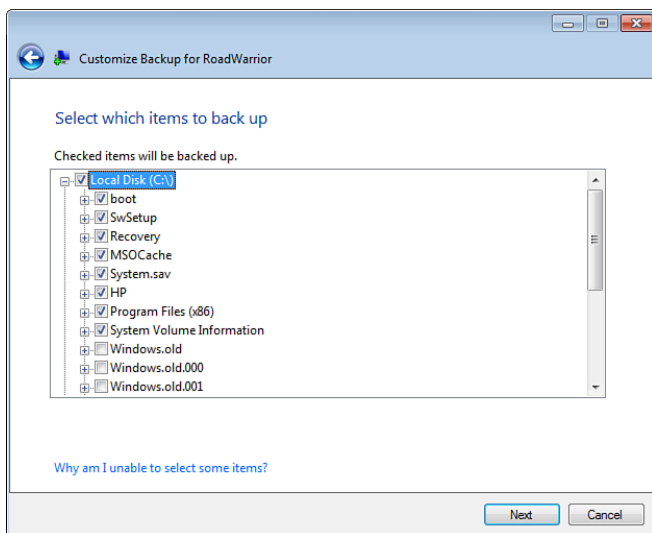 Customize Backup for RoadWarrior
Select which items to back up
Checked items will be backed up.
Local Disk (C:\)
boot
SwSetup
Recovery
MSOCache
System.sav
HP
Program Files (x86)
System Volume Information
Windows.old
Windows.old.000
Windows.old.001
Why am I unable to select some items?
Next Cancel